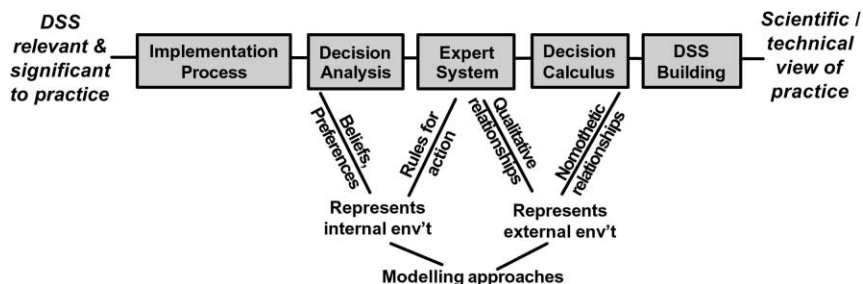 DSS
relevant &
significant
to practice
Implementation
Process
Decision
Analysis
Expert
System
Decision
Calculus
DSS
Building
Scientific /
technical
view of
practice
Beliefs,
Preferences
Rules for
action
Qualitative
relationships
Nomothetic
relationships
Represents
internal env't
Represents
external env't
Modelling approaches